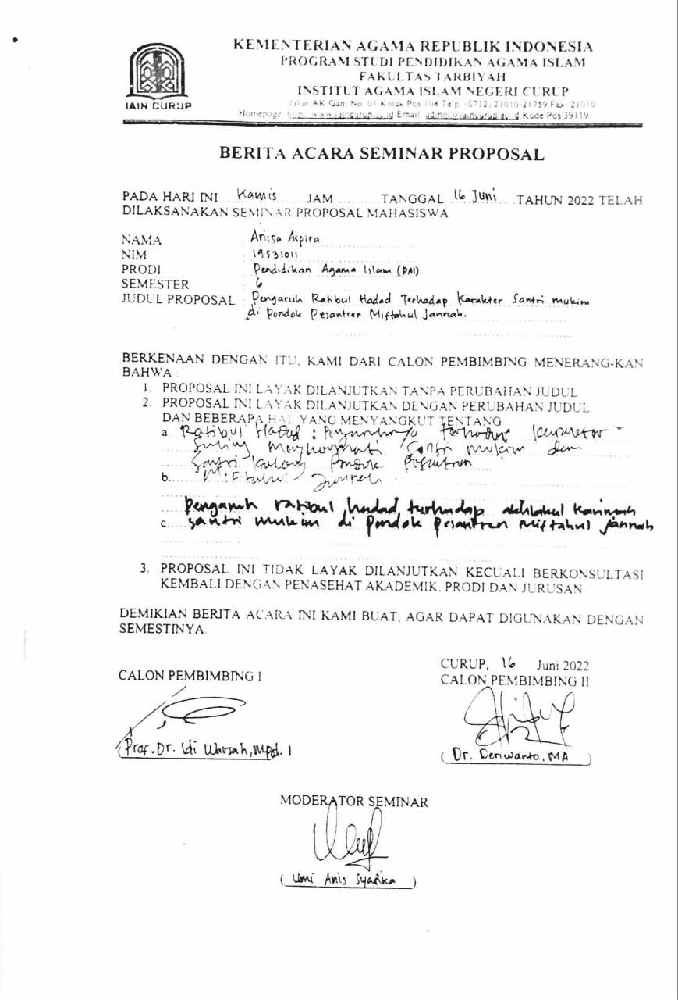 KEMENTERIAN AGAMA REPUBLIK INDONESIA
PROGRAM STUDI PENDIDIKAN AGAMA ISLAM
FAKULTAS TARBIYAH
INSTITUT AGAMA ISLAM NEGERI CURUP
IAIN CURUP
Jalan AK Gani No 01 Kotak Pos 108 Telp (0732) 21010-21759 Fax 21010
Homepage http://www.iaincurup.ac.id Email admin@iaincurup.ac.id Kode Pos 39119
BERITA ACARA SEMINAR PROPOSAL
PADA HARI INI Kamis JAM ......... TANGGAL 16 Juni TAHUN 2022 TELAH
DILAKSANAKAN SEMINAR PROPOSAL MAHASISWA
NAMA : Anisa Aspira
NIM : 19531011
PRODI : Pendidikan Agama Islam (PAI)
SEMESTER : 6
JUDUL PROPOSAL : Pengaruh Ratibul Hadad Terhadap Karakter Santri mukim
di Pondok Pesantren Miftahul Jannah.
BERKENAAN DENGAN ITU, KAMI DARI CALON PEMBIMBING MENERANG-KAN
BAHWA :
1. PROPOSAL INI LAYAK DILANJUTKAN TANPA PERUBAHAN JUDUL
2. PROPOSAL INI LAYAK DILANJUTKAN DENGAN PERUBAHAN JUDUL
DAN BEBERAPA HAL YANG MENYANGKUT TENTANG
a. Ratibul Hadad : Pengaruhnya terhadap karakter
Saling menghormati Santri mukim dan
Santri Kalong Pondok Pesantren
b. Miftahul Jannah
Pengaruh ratibul hadad terhadap akhlakul karimah
c. santri mukim di pondok pesantren miftahul jannah
3. PROPOSAL INI TIDAK LAYAK DILANJUTKAN KECUALI BERKONSULTASI
KEMBALI DENGAN PENASEHAT AKADEMIK, PRODI DAN JURUSAN
DEMIKIAN BERITA ACARA INI KAMI BUAT, AGAR DAPAT DIGUNAKAN DENGAN
SEMESTINYA.
CURUP, 16 Juni 2022
CALON PEMBIMBING I
CALON PEMBIMBING II
(Prof. Dr. Idi Warsah, M.Pd. I
( Dr. Deriwanto, MA )
MODERATOR SEMINAR
( Umi Anis Syarika )